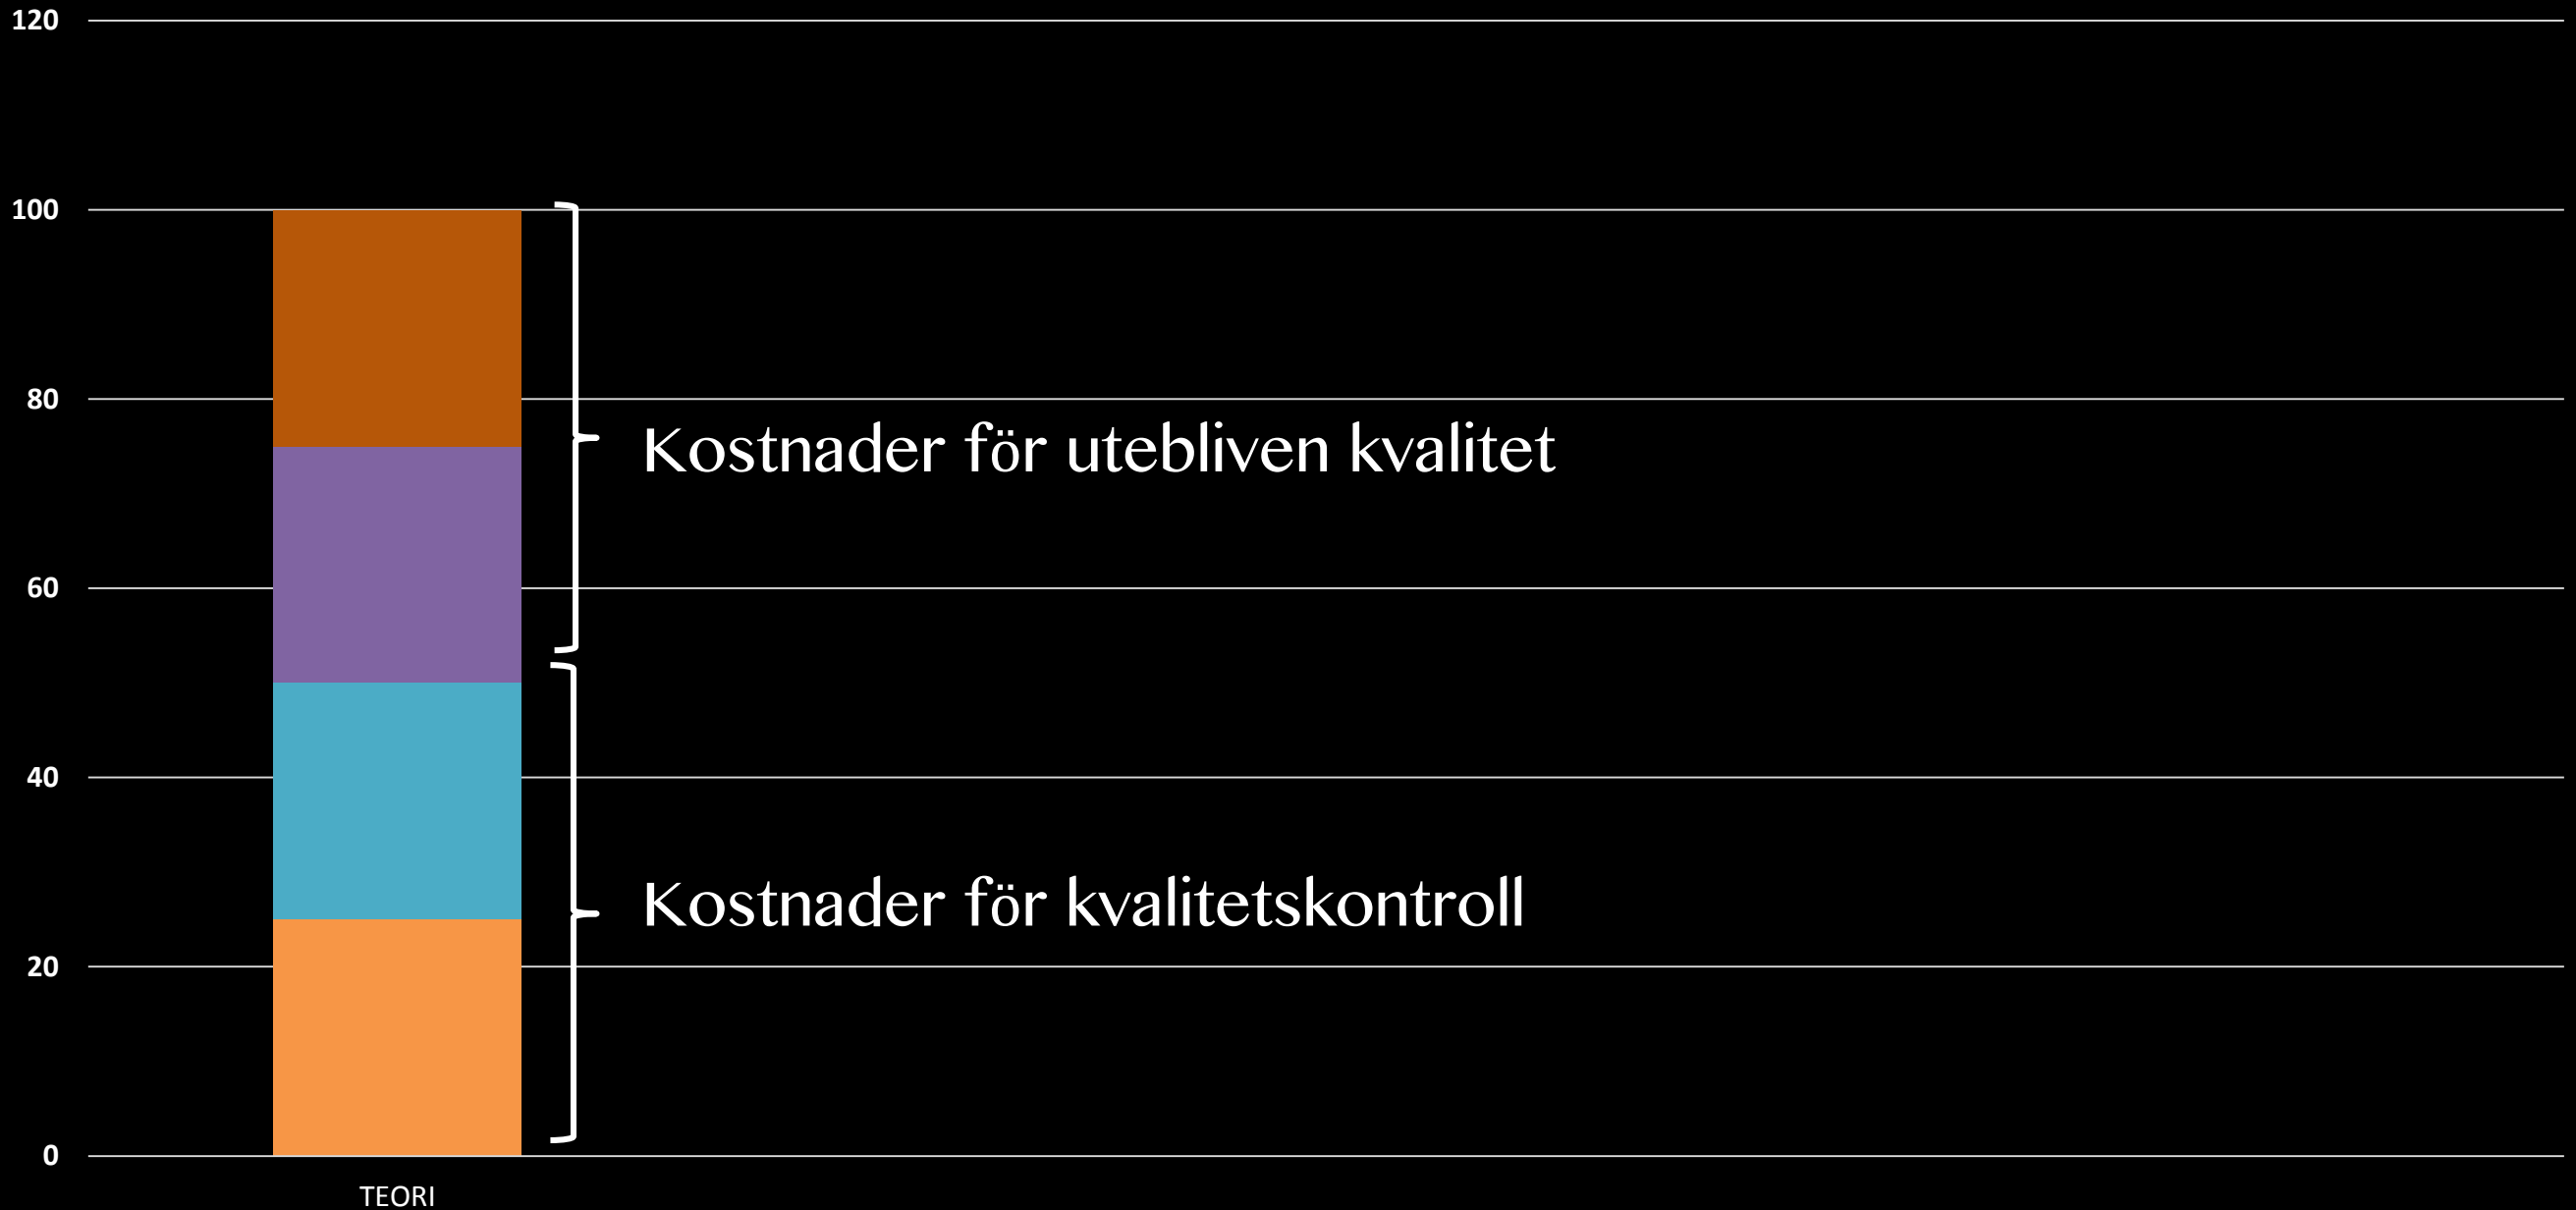 120
100
80
Kostnader för utebliven kvalitet
60
40
Kostnader för kvalitetskontroll
20
0
TEORI